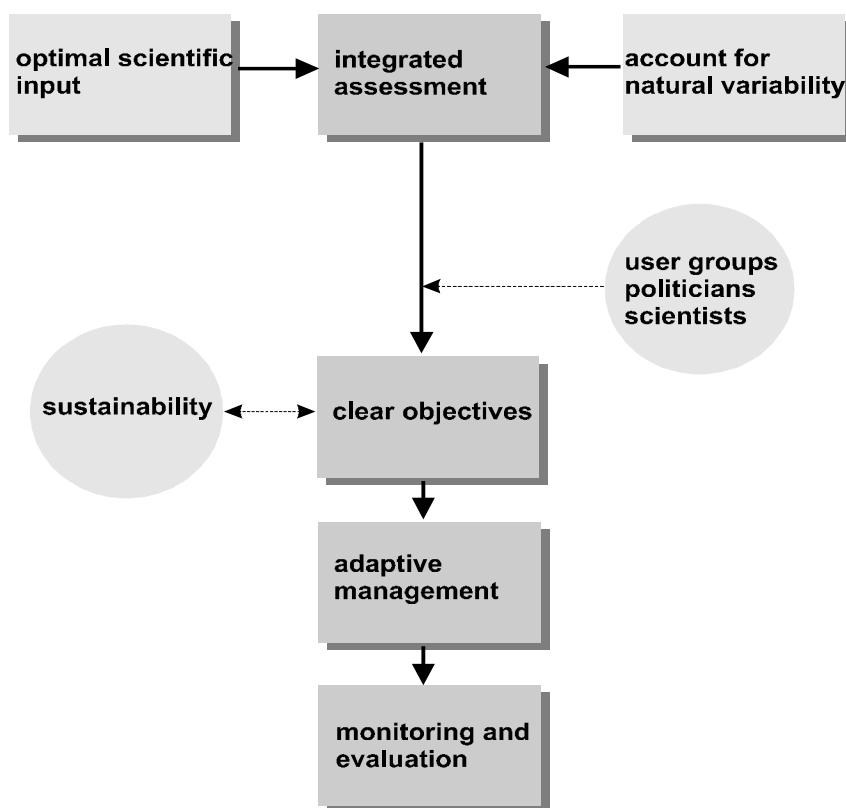 optimal scientific
input
integrated
assessment
account for
natural variability
user groups
politicians
scientists
sustainability
clear objectives
adaptive
management
monitoring and
evaluation